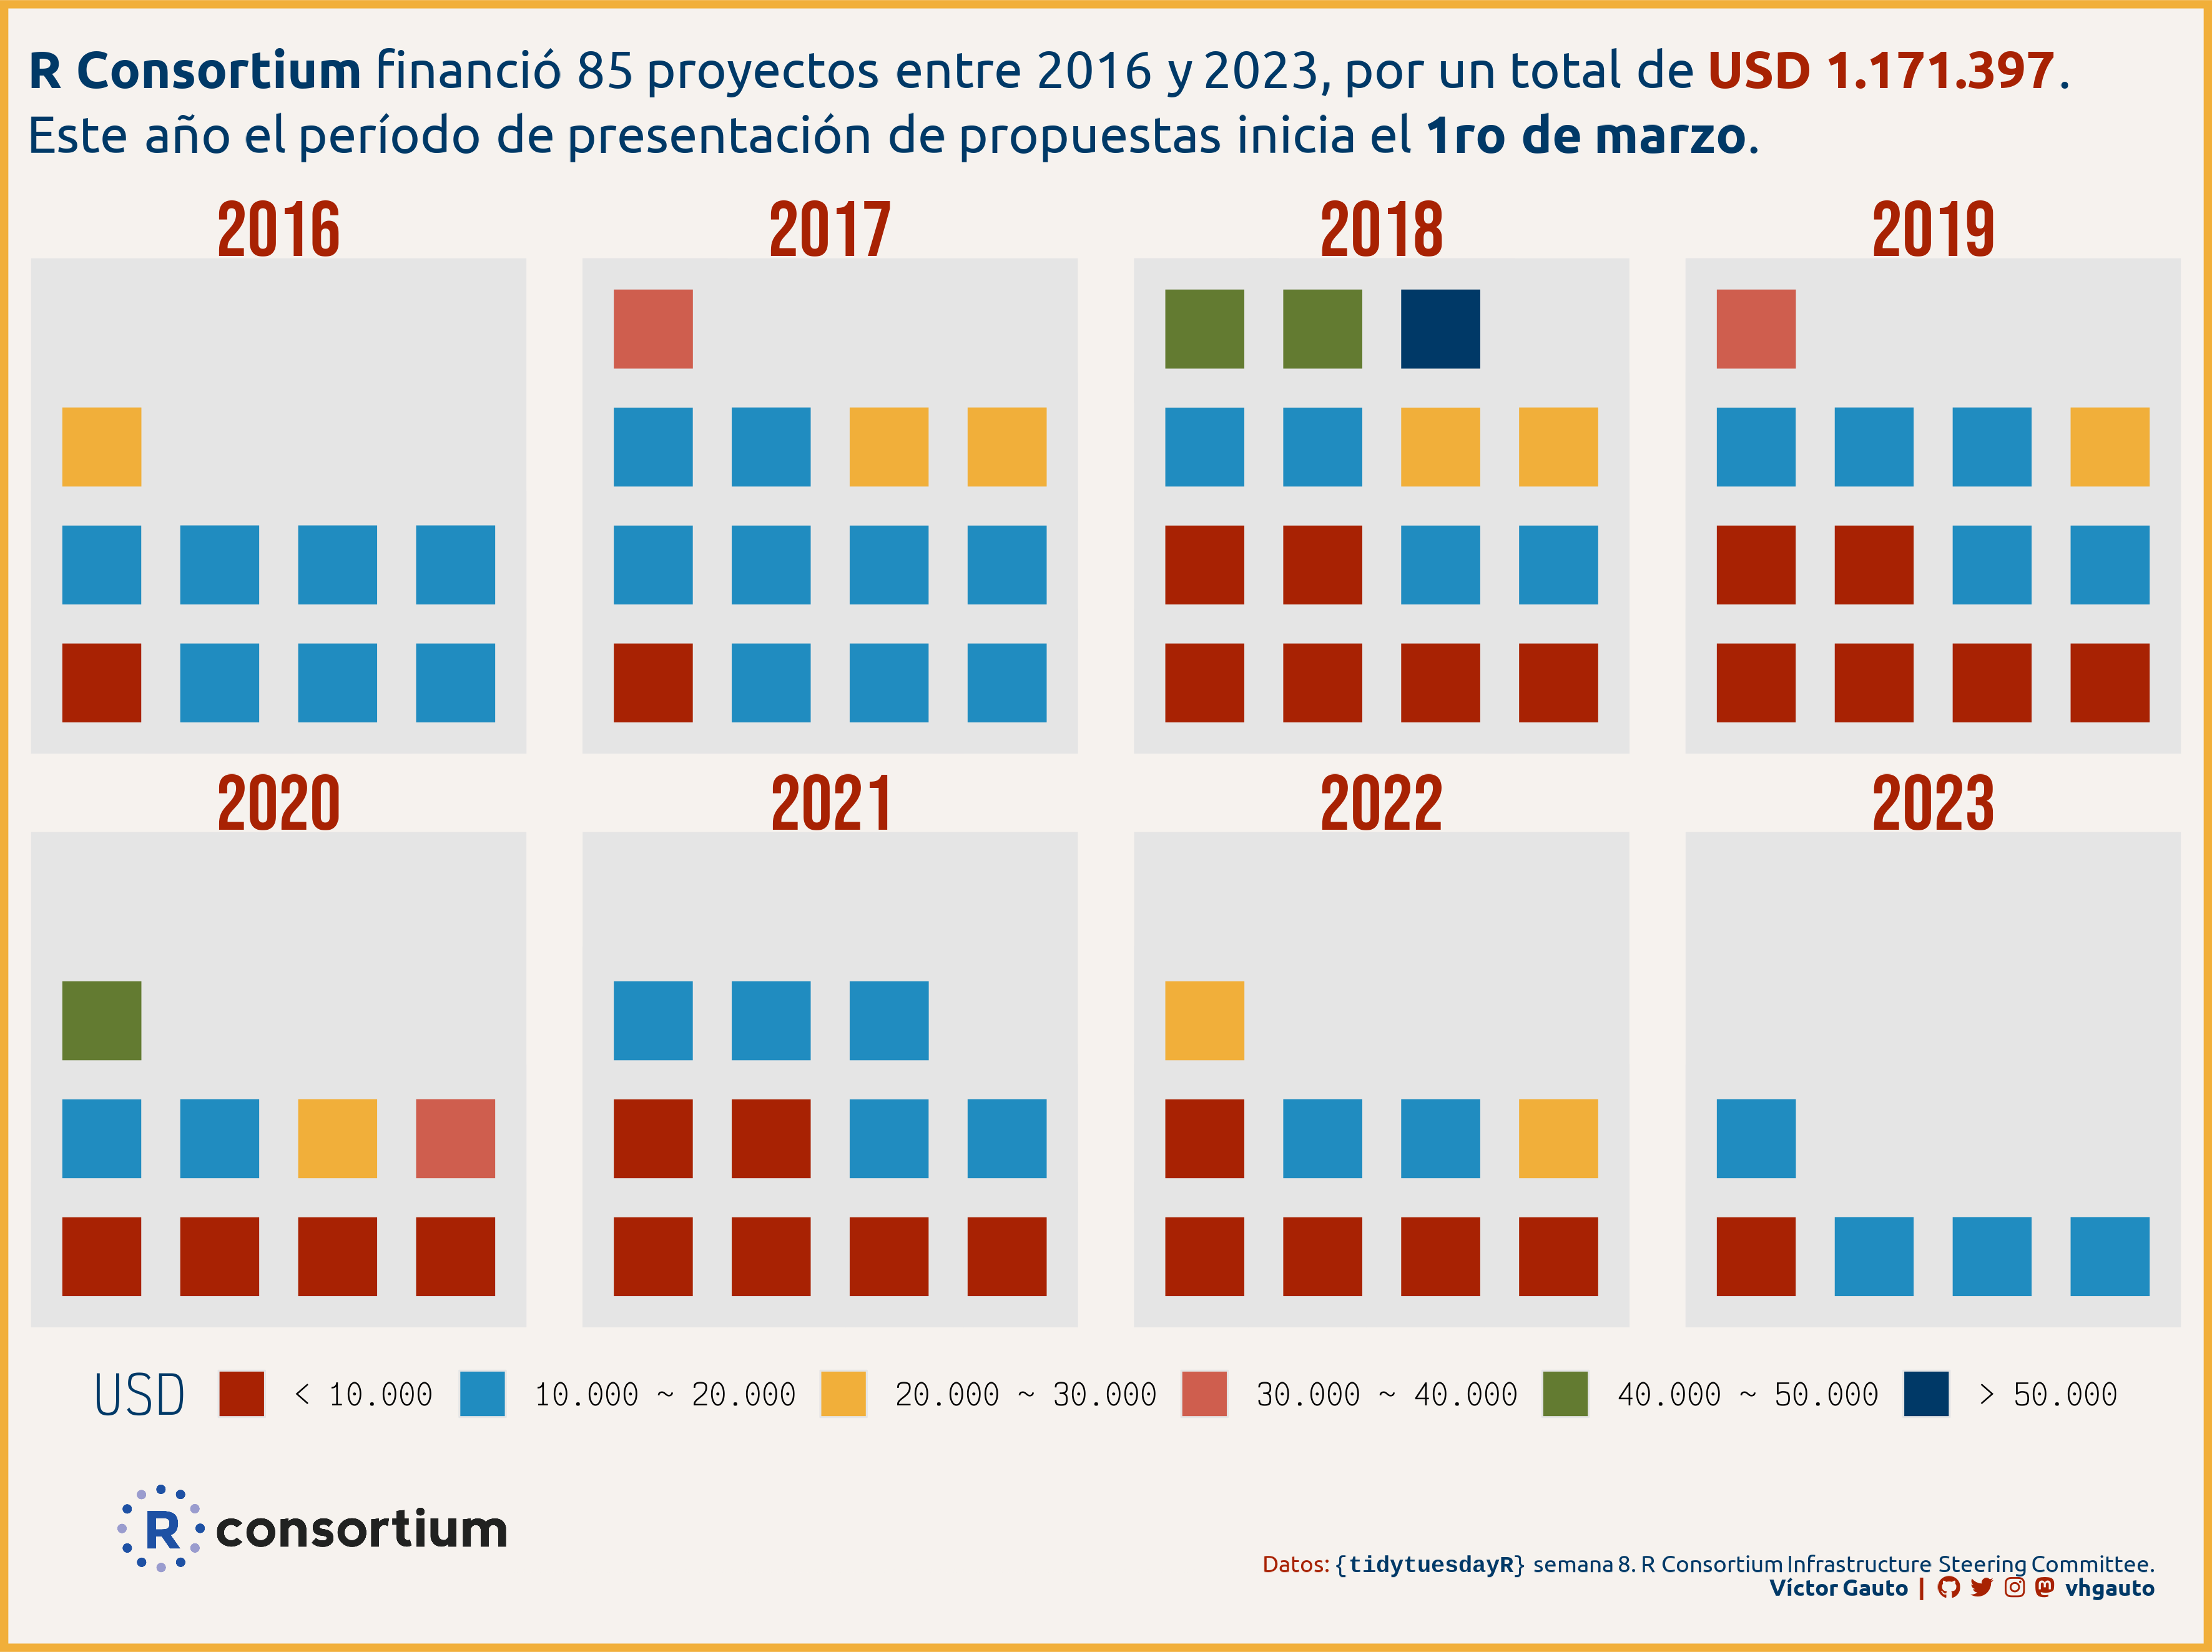 R Consortium financió 85 proyectos entre 2016 y 2023, por un total de USD 1.171.397.
Este año el período de presentación de propuestas inicia el 1ro de marzo.
2016 2017 2018 2019
2020 2021 2022 2023
USD < 10.000 10.000 ~ 20.000 20.000 ~ 30.000 30.000 ~ 40.000 40.000 ~ 50.000 > 50.000
R consortium
Datos: {tidytuesdayR} semana 8. R Consortium Infrastructure Steering Committee.
Víctor Gauto | vhgauto